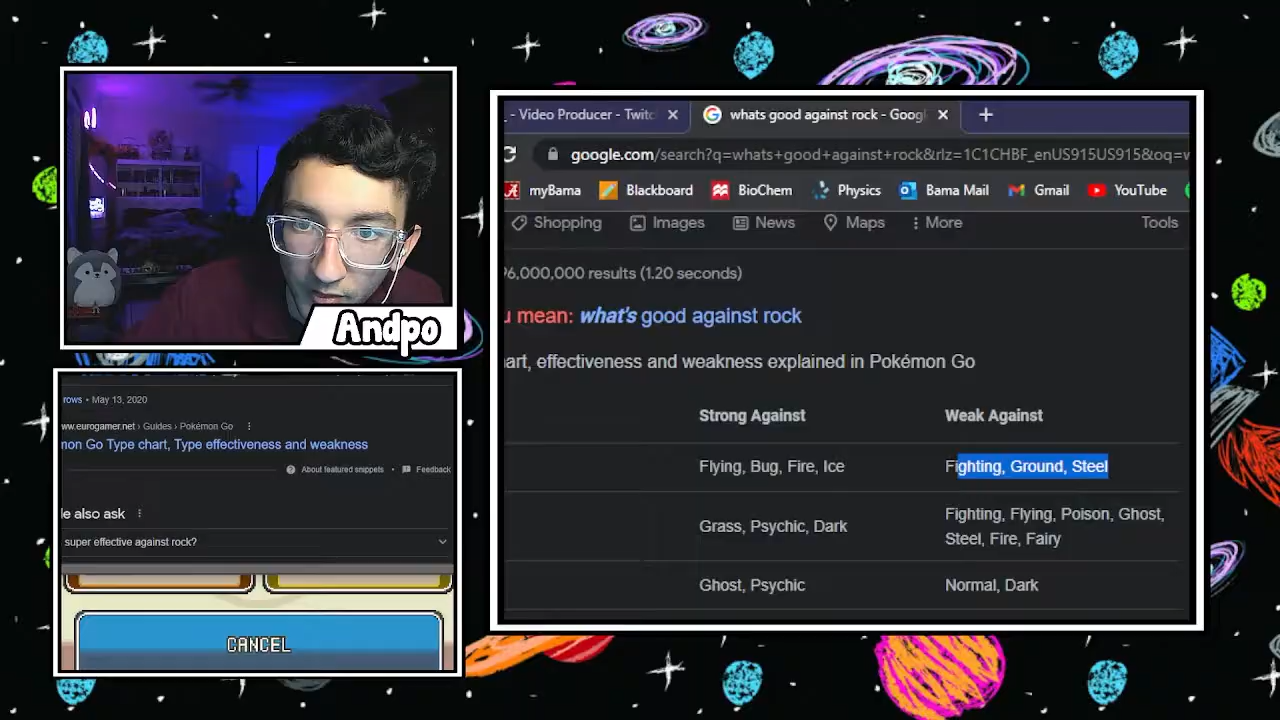 Andpo
rows • May 13, 2020
ww.eurogamer.net › Guides › Pokémon Go
non Go Type chart, Type effectiveness and weakness
About featured snippets • Feedback
le also ask
super effective against rock?
CANCEL
- Video Producer - Twitc
whats good against rock - Goog
google.com/search?q=whats+good+against+rock&rlz=1C1CHBF_enUS915US915&oq=w
myBama Blackboard BioChem Physics Bama Mail Gmail YouTube
Shopping Images News Maps More Tools
96,000,000 results (1.20 seconds)
u mean: what's good against rock
art, effectiveness and weakness explained in Pokémon Go
Strong Against Weak Against
Flying, Bug, Fire, Ice Fighting, Ground, Steel
Grass, Psychic, Dark Fighting, Flying, Poison, Ghost,
Steel, Fire, Fairy
Ghost, Psychic Normal, Dark